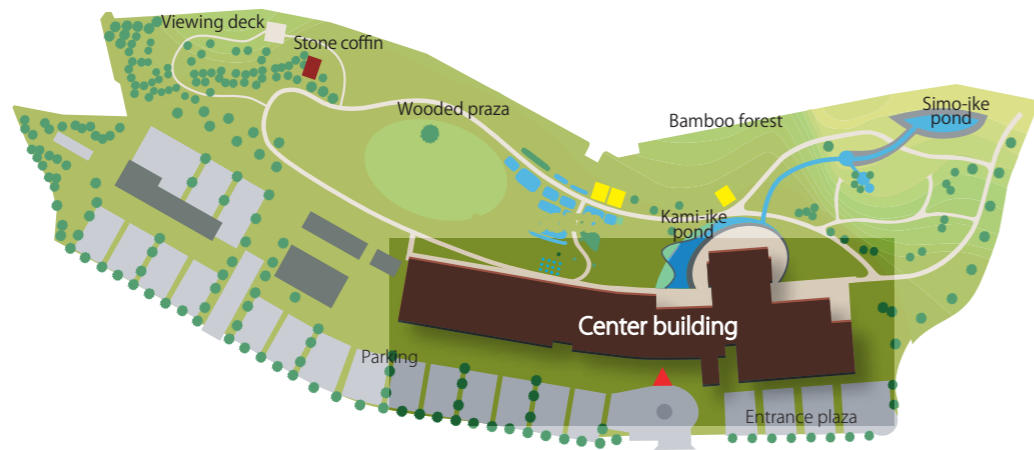 Viewing deck
Stone coffin
Wooded praza
Bamboo forest
Simo-ike
pond
Kami-ike
pond
Center building
Parking
Entrance plaza